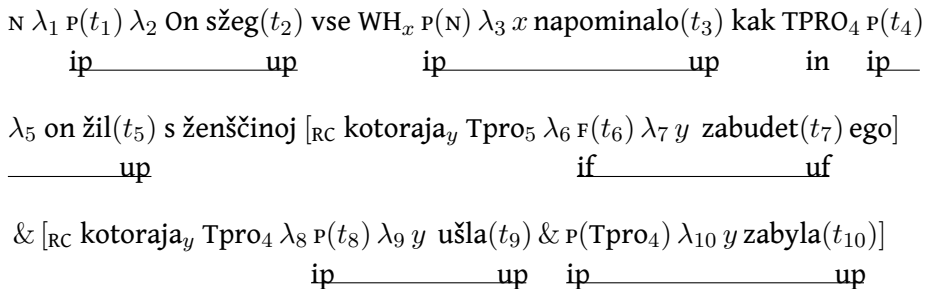 N λ₁ P(t₁) λ₂ On sžeg(t₂) vse WHₓ P(N) λ₃ x napominalo(t₃) kak TPRO₄ P(t₄)
ip up ip up in ip
λ₅ on žil(t₅) s ženščinoj [RC kotorajaᵧ Tpro₅ λ₆ F(t₆) λ₇ y zabudet(t₇) ego]
up if uf
& [RC kotorajaᵧ Tpro₄ λ₈ P(t₈) λ₉ y ušla(t₉) & P(Tpro₄) λ₁₀ y zabyla(t₁₀)]
ip up ip up